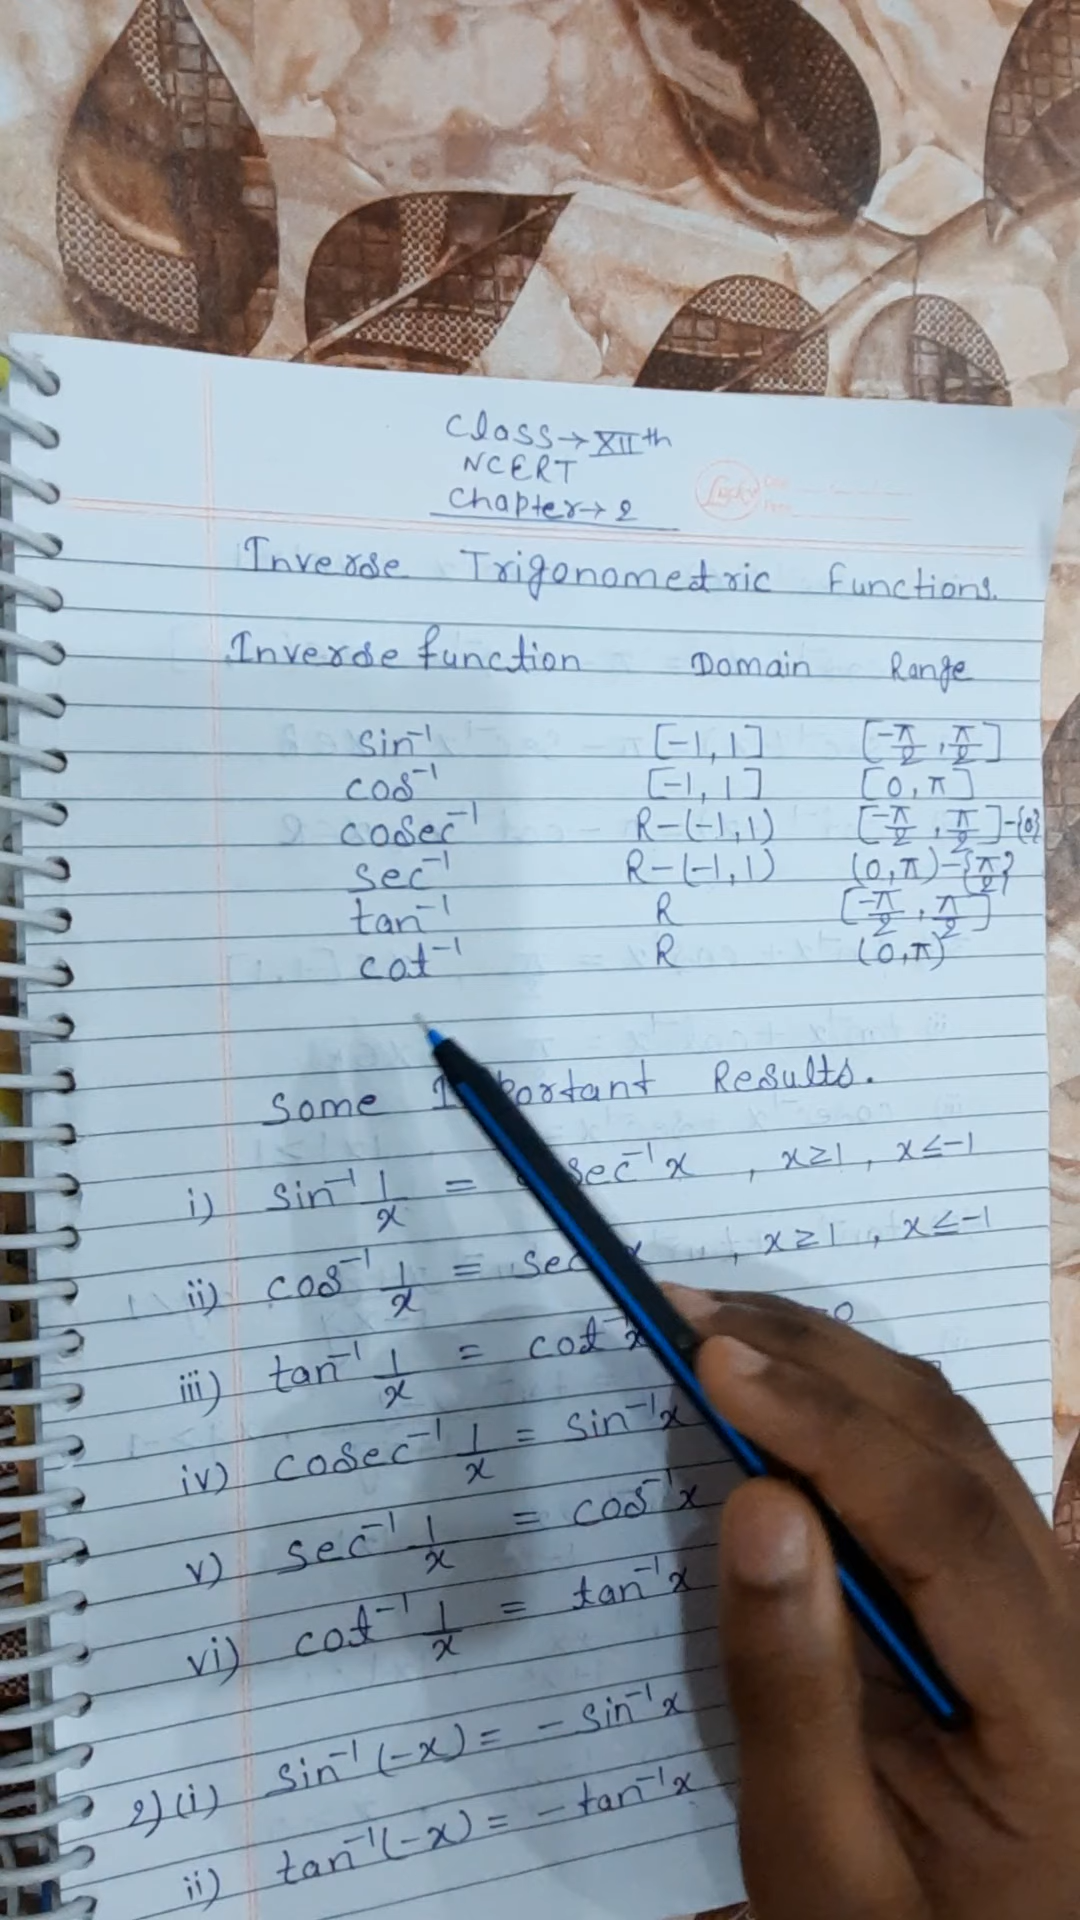 Class → XII th
NCERT
Chapter → 2
Inverse Trigonometric Functions.
Inverse function Domain Range
sin⁻¹ [-1, 1] [-π/2, π/2]
cos⁻¹ [-1, 1] [0, π]
cosec⁻¹ R-(-1, 1) [-π/2, π/2]-{0}
sec⁻¹ R-(-1, 1) (0, π)-{π/2}
tan⁻¹ R [-π/2, π/2]
cot⁻¹ R (0, π)
Some Results.
i) sin⁻¹ 1/x = sec⁻¹x , x≥1, x≤-1
ii) cos⁻¹ 1/x = sec x , x≥1, x≤-1
iii) tan⁻¹ 1/x = cot⁻¹x
iv) cosec⁻¹ 1/x = sin⁻¹x
v) sec⁻¹ 1/x = cos⁻¹x
vi) cot⁻¹ 1/x = tan⁻¹x
2) (i) sin⁻¹(-x) = -sin⁻¹x
ii) tan⁻¹(-x) = -tan⁻¹x